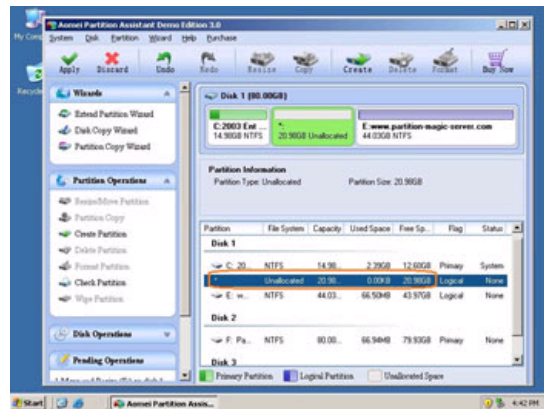 My Comp
Recycle
Aomei Partition Assistant Demo Edition 3.0
System Disk Partition Wizard Help Purchase
Apply Discard Undo Redo Resize Copy Create Delete Format Buy Now
Wizards
Extend Partition Wizard
Disk Copy Wizard
Partition Copy Wizard
Partition Operations
Resize/Move Partition
Partition Copy
Create Partition
Delete Partition
Format Partition
Check Partition
Wipe Partition
Disk Operations
Pending Operations
Disk 1 (80.00GB)
C:2003 Ent ...
14.98GB NTFS
*:
20.98GB Unallocated
E:www.partition-magic-server.com
44.03GB NTFS
Partition Information
Partition Type: Unallocated Partition Size: 20.98GB
Partition File System Capacity Used Space Free Sp... Flag Status
Disk 1
C: 20... NTFS 14.98... 2.39GB 12.60GB Primary System
* Unallocated 20.98... 0.00KB 20.98GB Logical None
E: w... NTFS 44.03... 66.50MB 43.97GB Logical None
Disk 2
F: Pa... NTFS 80.00... 66.94MB 79.93GB Primary None
Disk 3
Primary Partition Logical Partition Unallocated Space
Start Aomei Partition Assis... 4:42 PM